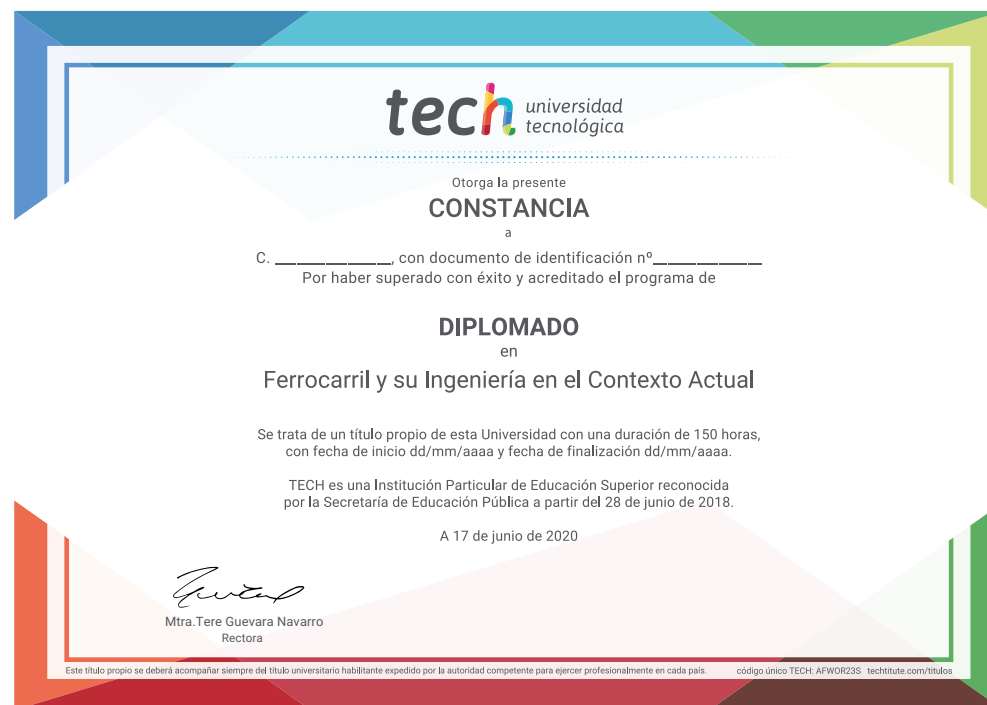 tech universidad
tecnológica
Otorga la presente
CONSTANCIA
a
C. ______________, con documento de identificación nº_____________
Por haber superado con éxito y acreditado el programa de
DIPLOMADO
en
Ferrocarril y su Ingeniería en el Contexto Actual
Se trata de un título propio de esta Universidad con una duración de 150 horas,
con fecha de inicio dd/mm/aaaa y fecha de finalización dd/mm/aaaa.
TECH es una Institución Particular de Educación Superior reconocida
por la Secretaría de Educación Pública a partir del 28 de junio de 2018.
A 17 de junio de 2020
Mtra.Tere Guevara Navarro
Rectora
Este título propio se deberá acompañar siempre del título universitario habilitante expedido por la autoridad competente para ejercer profesionalmente en cada país. código único TECH: AFWOR23S techtitute.com/titulos